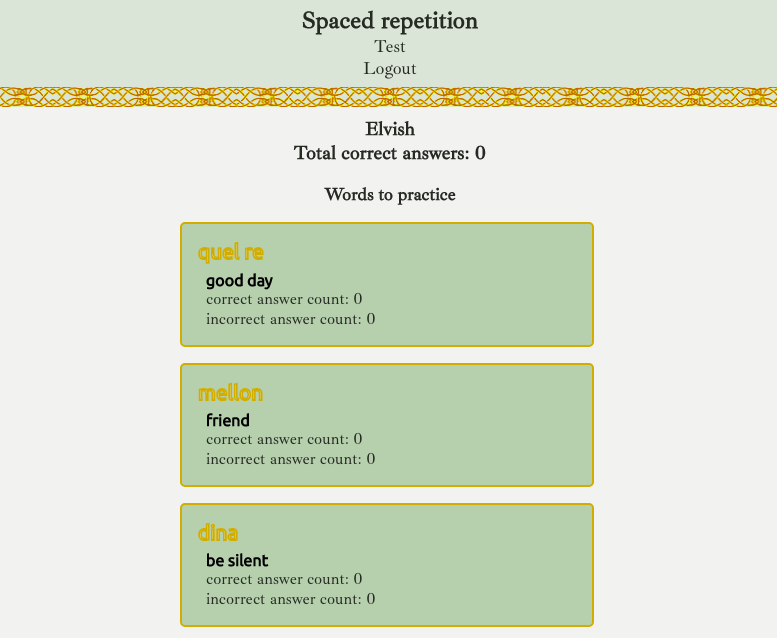 Spaced repetition
Test
Logout
Elvish
Total correct answers: 0
Words to practice
quel re
good day
correct answer count: 0
incorrect answer count: 0
mellon
friend
correct answer count: 0
incorrect answer count: 0
dina
be silent
correct answer count: 0
incorrect answer count: 0